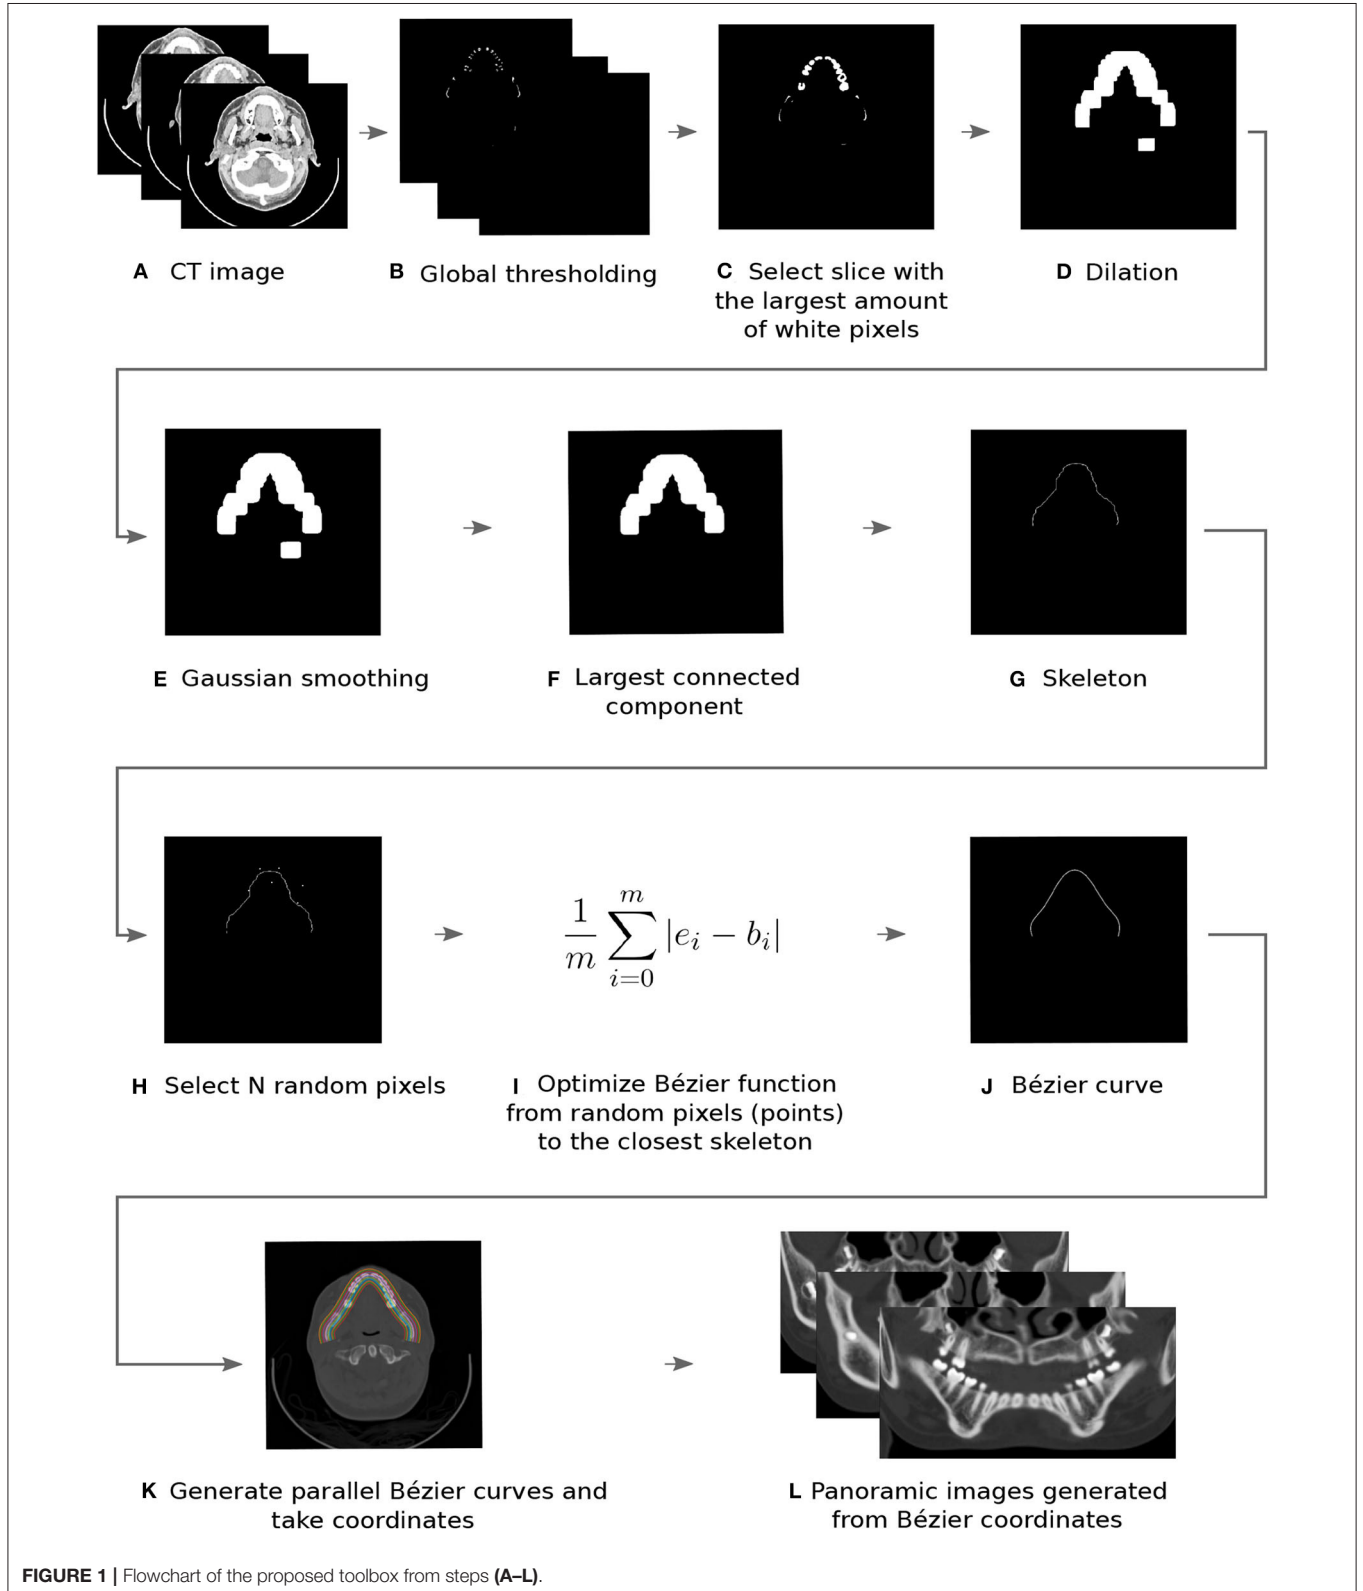 A CT image
B Global thresholding
C Select slice with
the largest amount
of white pixels
D Dilation
E Gaussian smoothing
F Largest connected
component
G Skeleton
H Select N random pixels
\frac{1}{m} \sum_{i=0}^{m} |e_i - b_i|
I Optimize Bézier function
from random pixels (points)
to the closest skeleton
J Bézier curve
K Generate parallel Bézier curves and
take coordinates
L Panoramic images generated
from Bézier coordinates
FIGURE 1 | Flowchart of the proposed toolbox from steps (A–L).